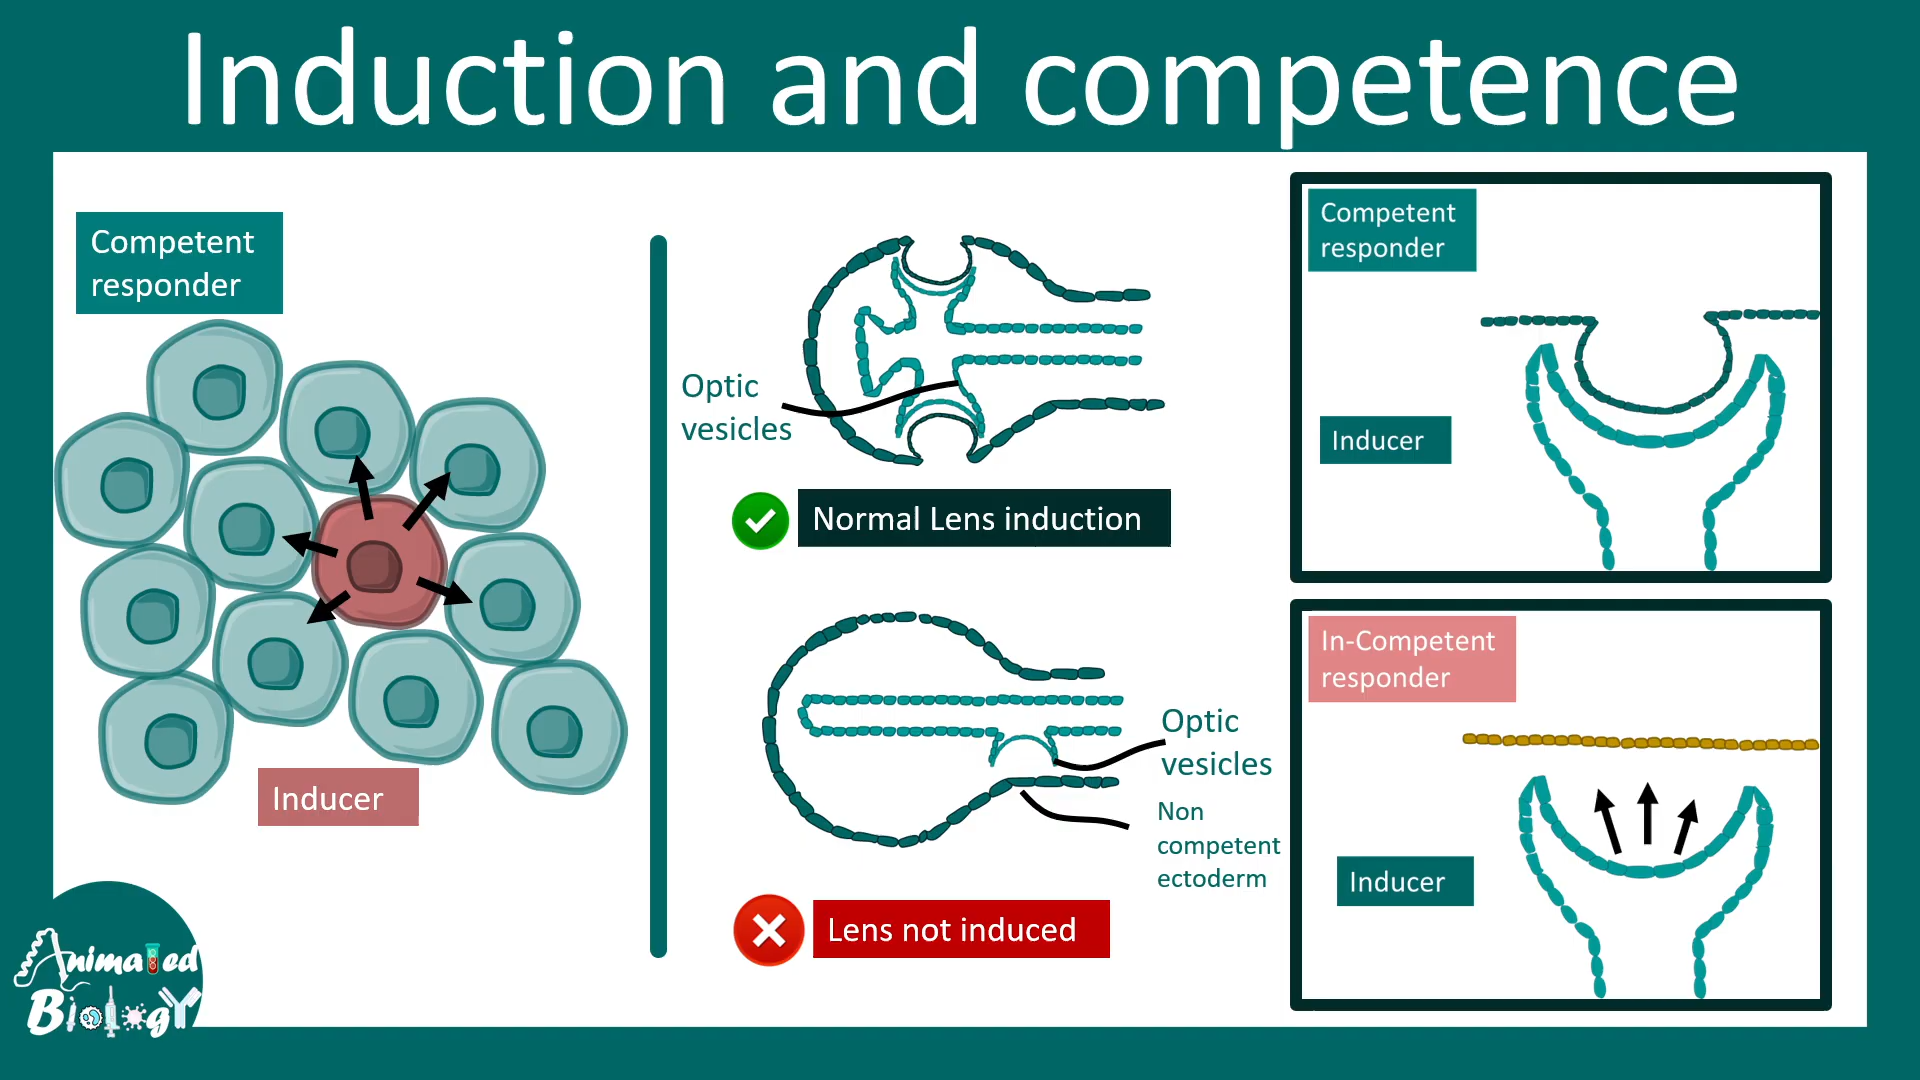 Induction and competence
Competent
responder
Inducer
Optic
vesicles
Normal Lens induction
Optic
vesicles
Non
competent
ectoderm
Lens not induced
Competent
responder
Inducer
In-Competent
responder
Inducer
Animated
Biology